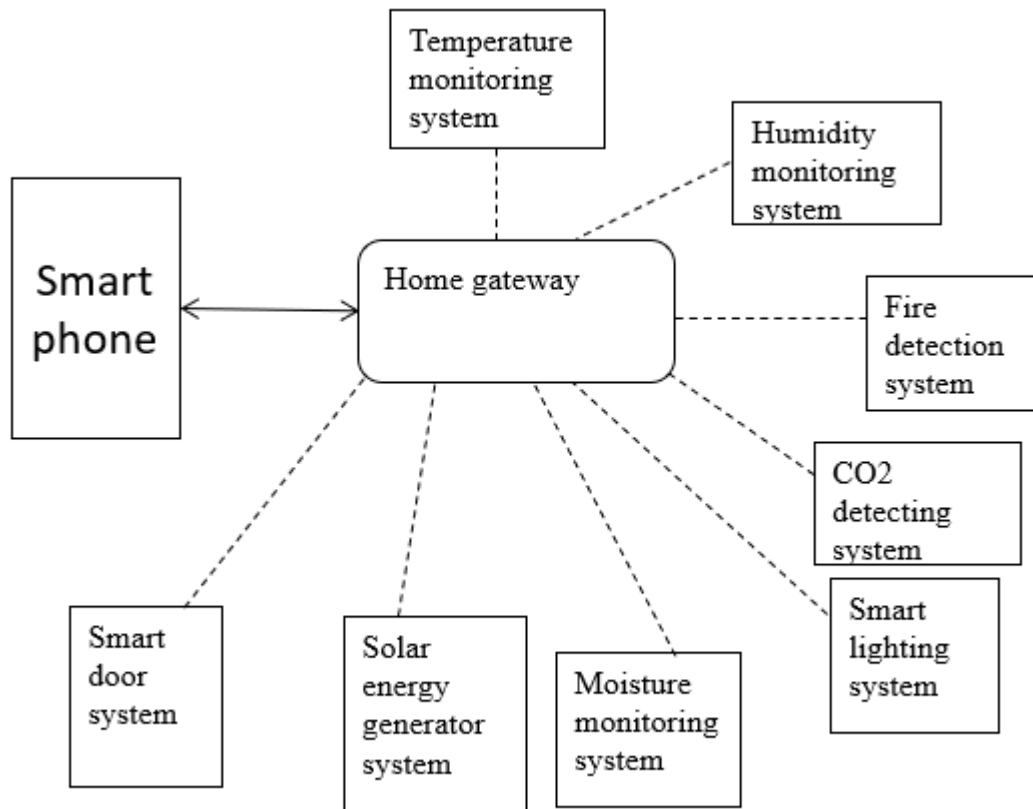 Temperature
monitoring
system
Humidity
monitoring
system
Smart
phone
Home gateway
Fire
detection
system
CO2
detecting
system
Smart
lighting
system
Smart
door
system
Solar
energy
generator
system
Moisture
monitoring
system